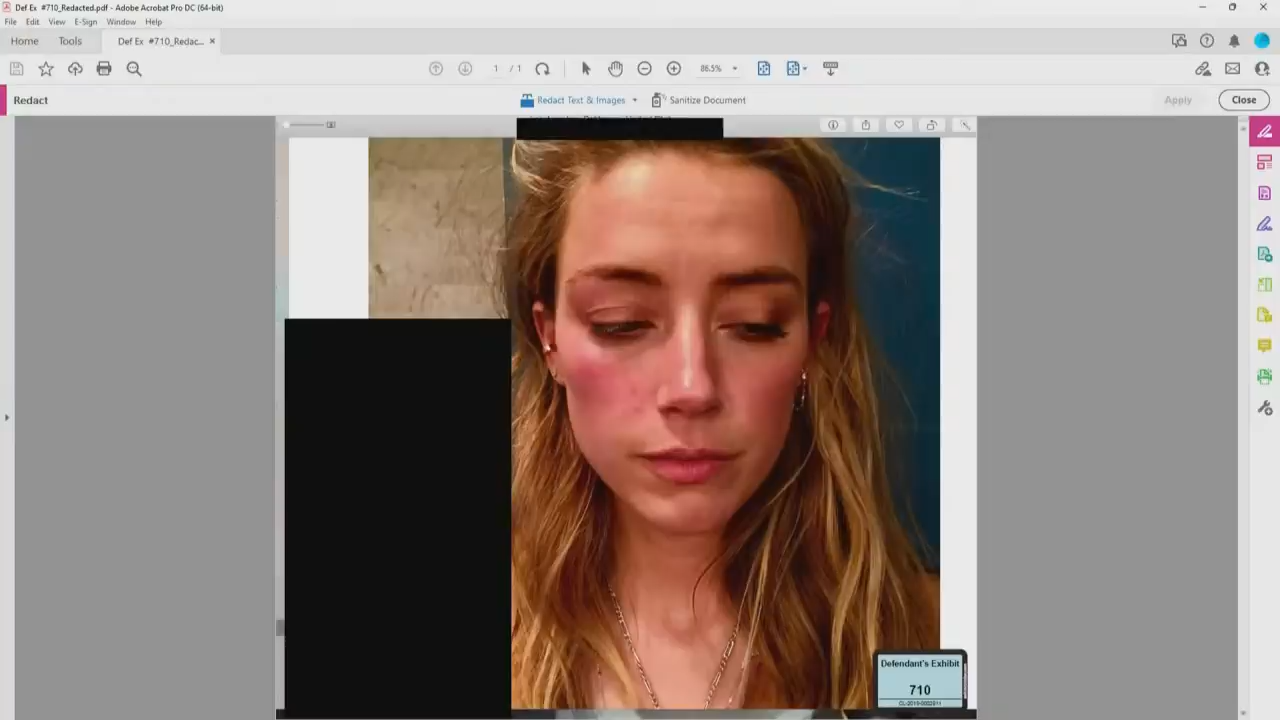 Def Ex #710_Redacted.pdf - Adobe Acrobat Pro DC (64-bit)
File Edit View E-Sign Window Help
Home Tools Def Ex #710_Redac... ×
1 / 1 86.5%
Redact Redact Text & Images Sanitize Document Apply Close
Defendant's Exhibit
710